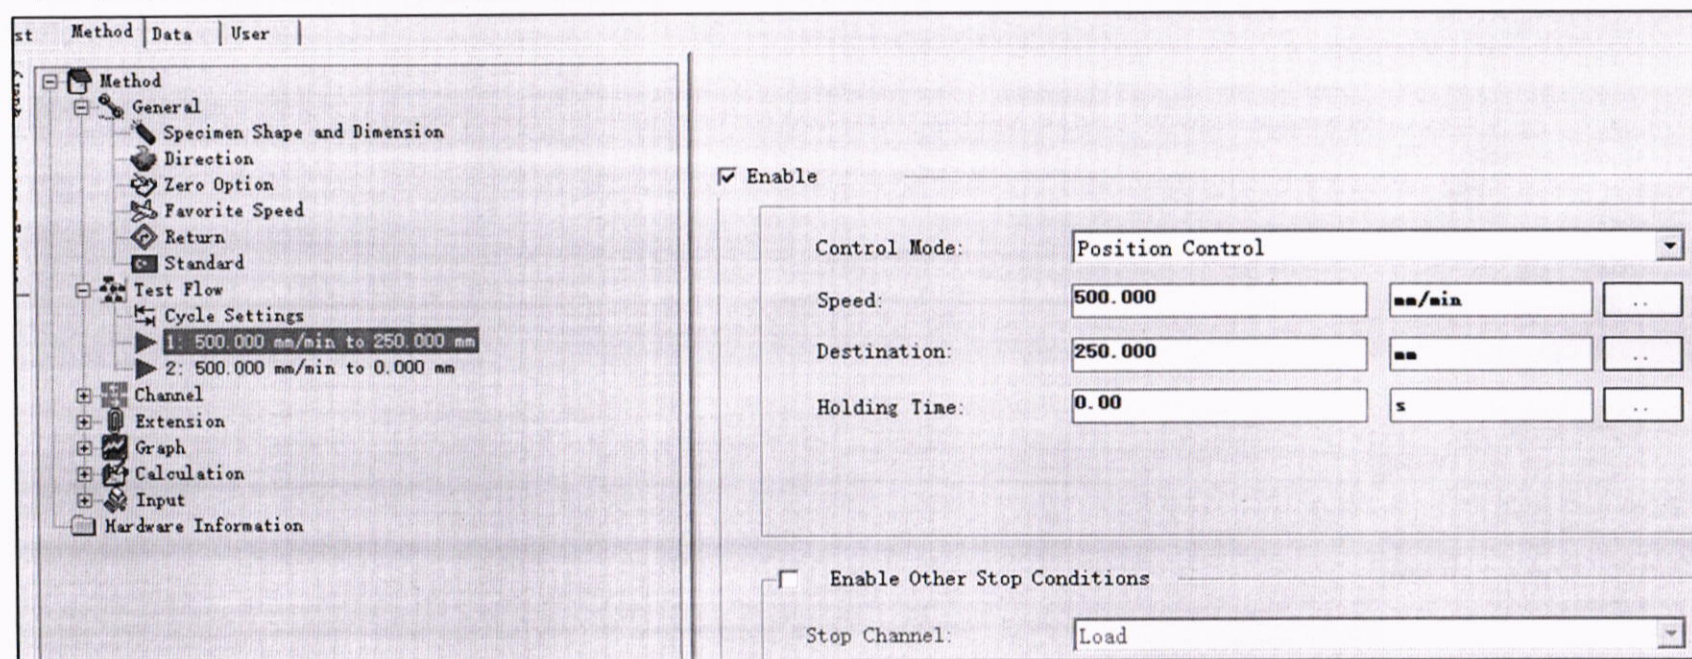 st Method Data User
Method
General
Specimen Shape and Dimension
Direction
Zero Option
Favorite Speed
Return
Standard
Test Flow
Cycle Settings
1: 500.000 mm/min to 250.000 mm
2: 500.000 mm/min to 0.000 mm
Channel
Extension
Graph
Calculation
Input
Hardware Information
Enable
Control Mode: Position Control
Speed: 500.000 mm/min ..
Destination: 250.000 mm ..
Holding Time: 0.00 s ..
Enable Other Stop Conditions
Stop Channel: Load